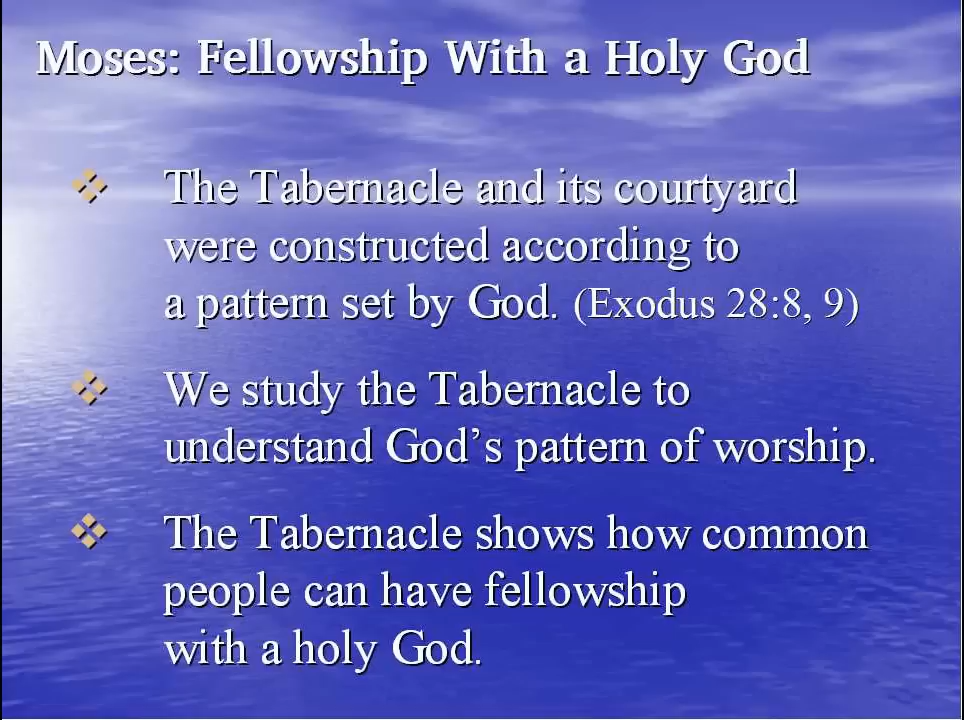 Moses: Fellowship With a Holy God
The Tabernacle and its courtyard
were constructed according to
a pattern set by God. (Exodus 28:8, 9)
We study the Tabernacle to
understand God’s pattern of worship.
The Tabernacle shows how common
people can have fellowship
with a holy God.